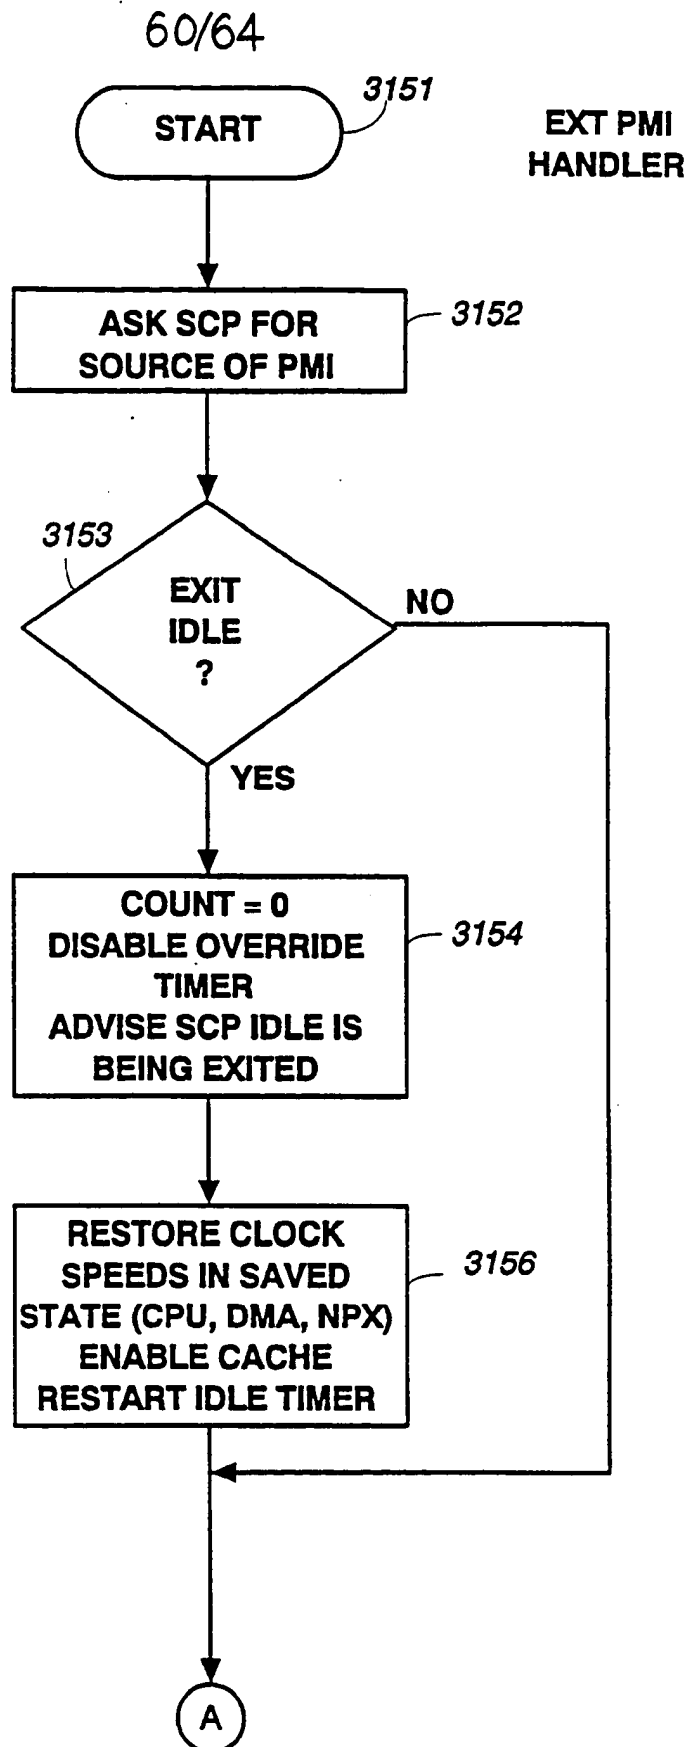 60/64
START
3151
EXT PMI
HANDLER
ASK SCP FOR
SOURCE OF PMI
3152
3153
EXIT
IDLE
?
NO
YES
COUNT = 0
DISABLE OVERRIDE
TIMER
ADVISE SCP IDLE IS
BEING EXITED
3154
RESTORE CLOCK
SPEEDS IN SAVED
STATE (CPU, DMA, NPX)
ENABLE CACHE
RESTART IDLE TIMER
3156
A